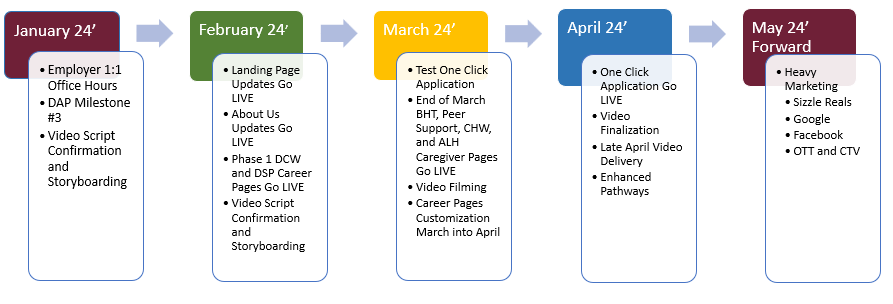 January 24’
• Employer 1:1
Office Hours
• DAP Milestone
#3
• Video Script
Confirmation
and
Storyboarding
February 24’
• Landing Page
Updates Go
LIVE
• About Us
Updates Go
LIVE
• Phase 1 DCW
and DSP Career
Pages Go LIVE
• Video Script
Confirmation
and
Storyboarding
March 24’
• Test One Click
Application
• End of March
BHT, Peer
Support, CHW,
and ALH
Caregiver Pages
Go LIVE
• Video Filming
• Career Pages
Customization
March into April
April 24’
• One Click
Application Go
LIVE
• Video
Finalization
• Late April Video
Delivery
• Enhanced
Pathways
May 24’
Forward
• Heavy
Marketing
• Sizzle Reals
• Google
• Facebook
• OTT and CTV